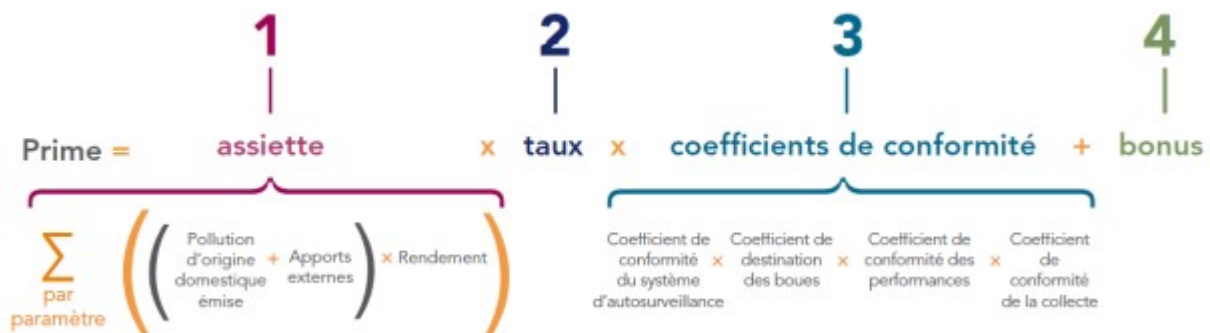 1 2 3 4
Prime = assiette x taux x coefficients de conformité + bonus
∑ par paramètre ( ( Pollution d'origine domestique émise + Apports externes ) x Rendement )
Coefficient de conformité du système d'autosurveillance x Coefficient de destination des boues x Coefficient de conformité des performances x Coefficient de conformité de la collecte